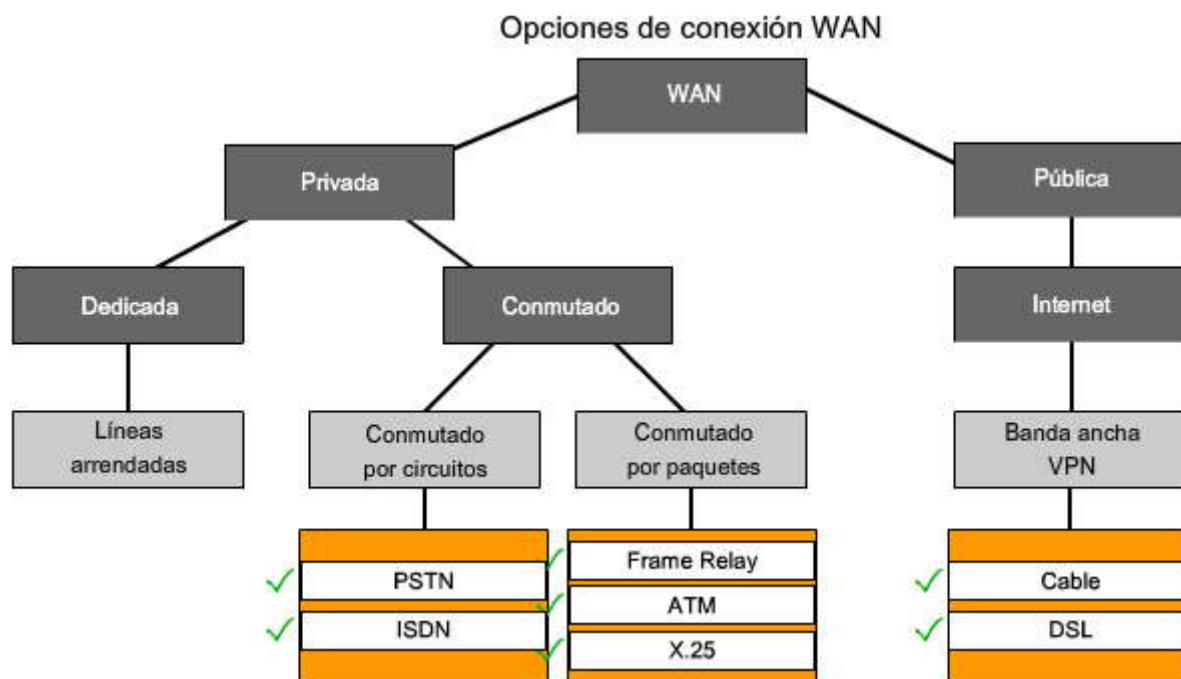 Opciones de conexión WAN
WAN
Privada
Pública
Dedicada
Conmutado
Internet
Líneas
arrendadas
Conmutado
por circuitos
Conmutado
por paquetes
Banda ancha
VPN
PSTN
ISDN
Frame Relay
ATM
X.25
Cable
DSL